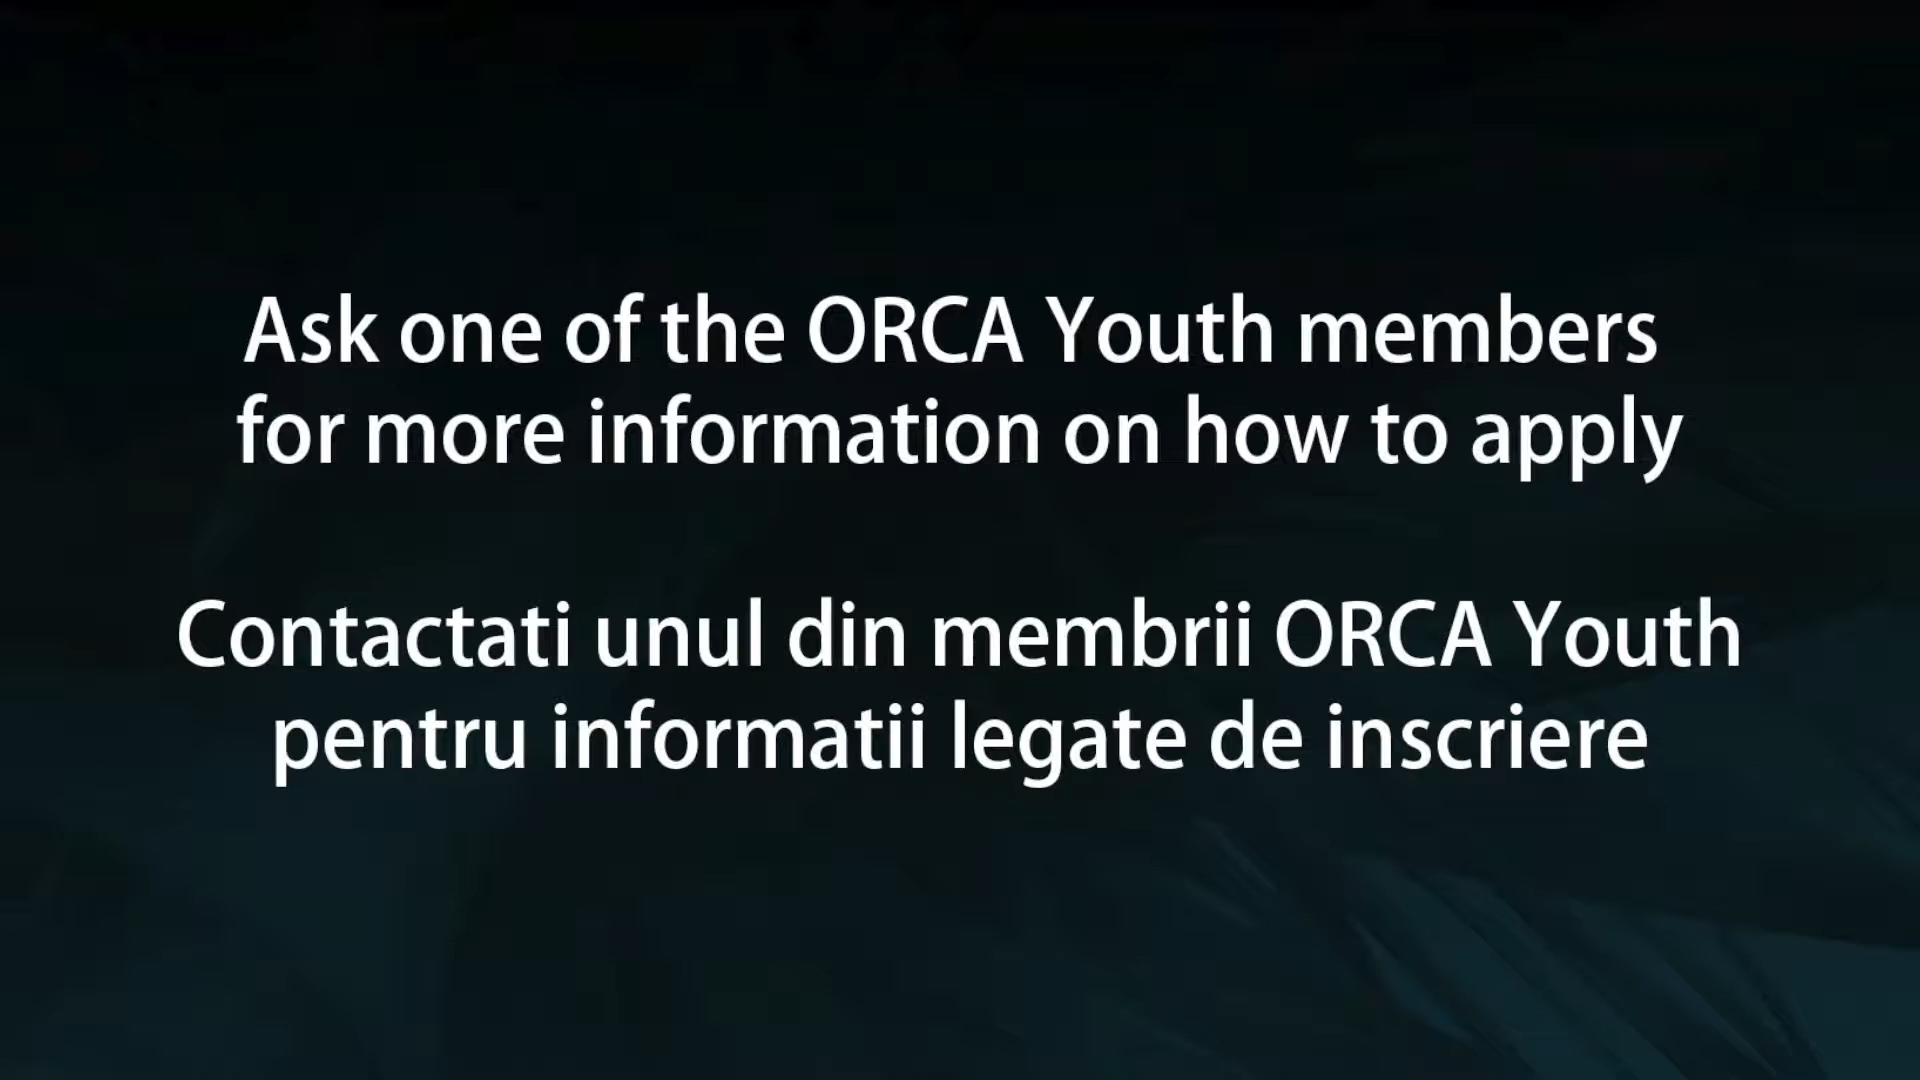 Ask one of the ORCA Youth members
for more information on how to apply
Contactati unul din membrii ORCA Youth
pentru informatii legate de inscriere